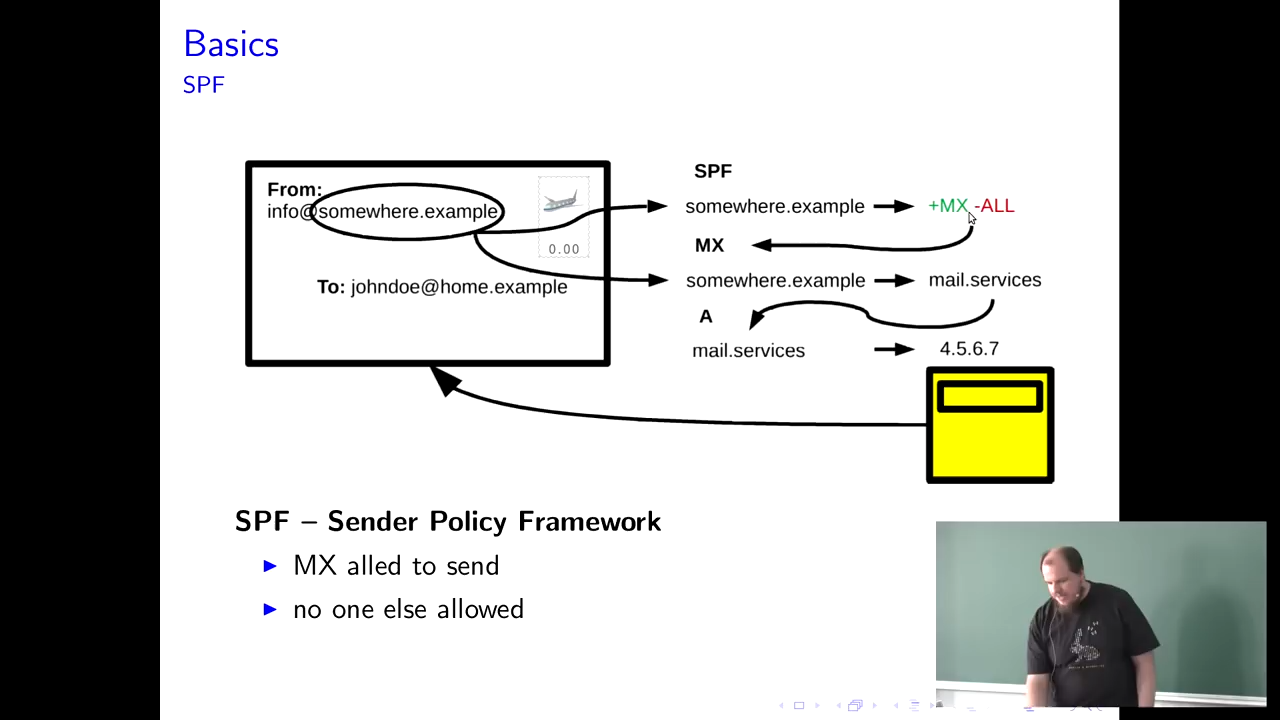 Basics
SPF
From:
info@somewhere.example
0.00
To: johndoe@home.example
SPF
somewhere.example
+MX -ALL
MX
somewhere.example
mail.services
A
mail.services
4.5.6.7
SPF – Sender Policy Framework
MX alled to send
no one else allowed